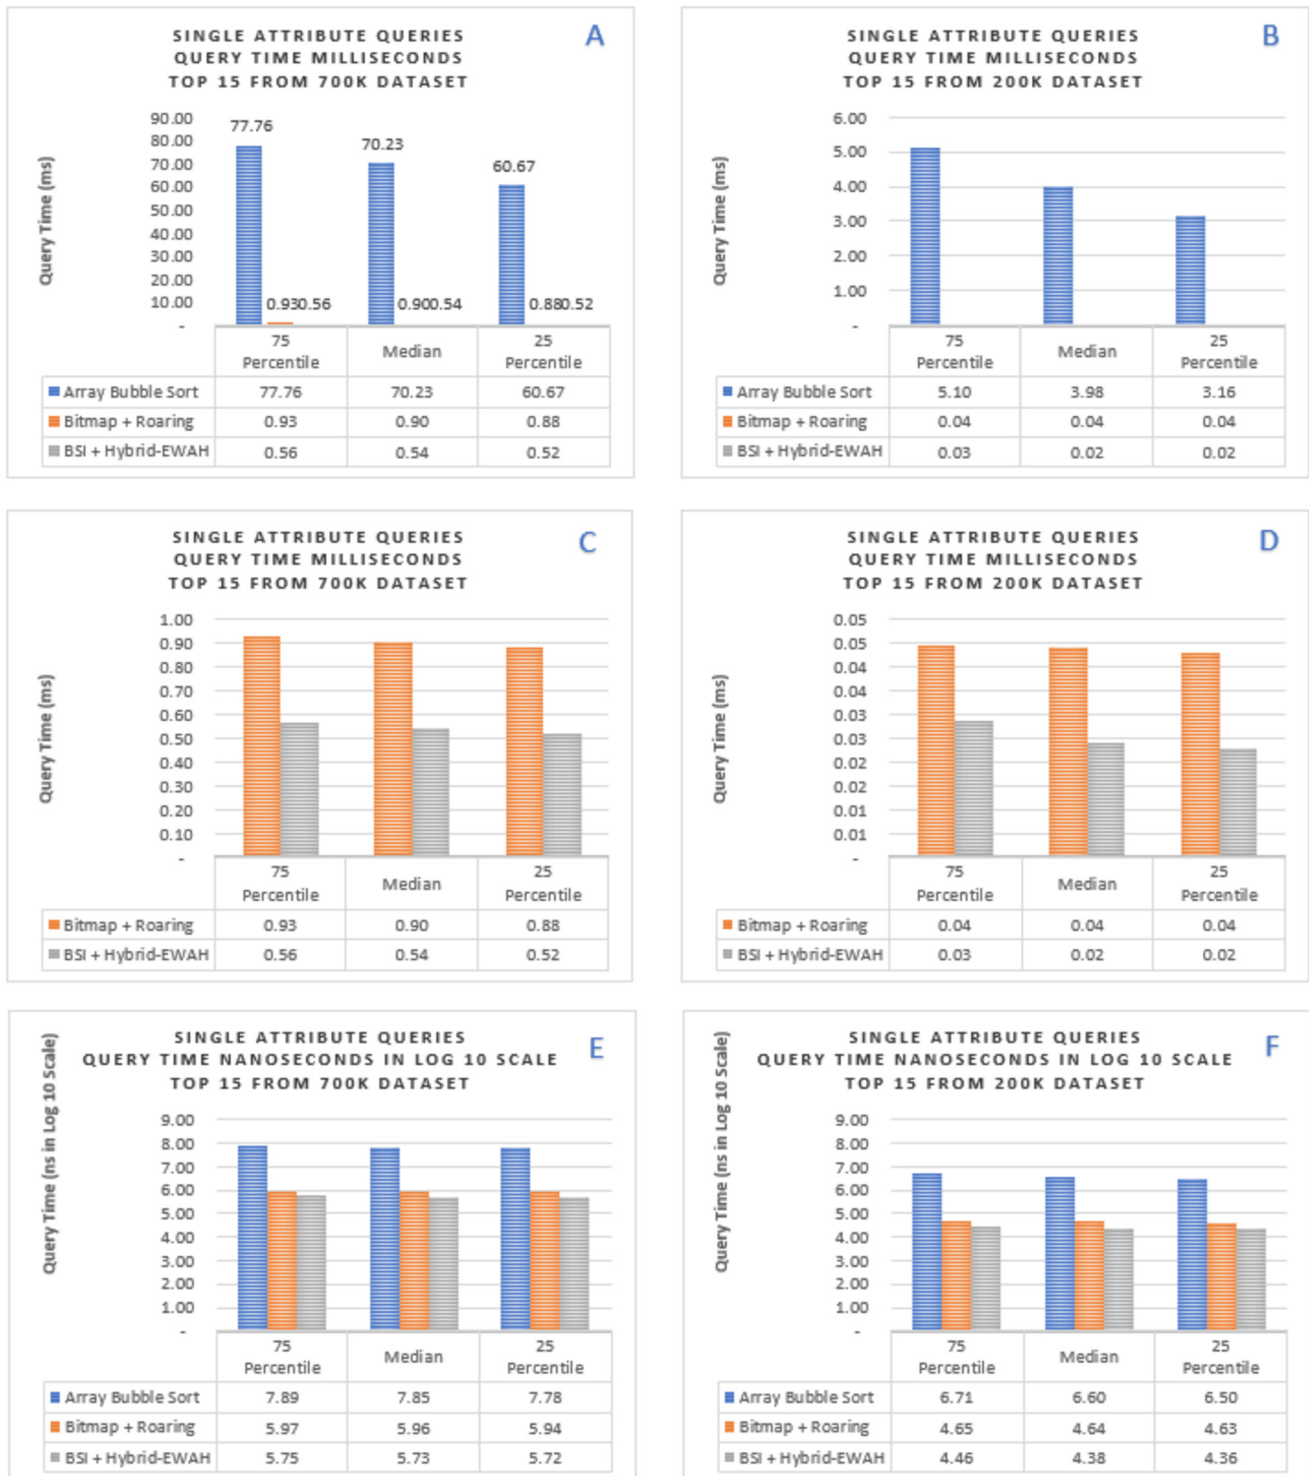 SINGLE ATTRIBUTE QUERIES
QUERY TIME MILLISECONDS
TOP 15 FROM 700K DATASET
A
Query Time (ms)
90.00
80.00
70.00
60.00
50.00
40.00
30.00
20.00
10.00
-
77.76
0.93 0.56
70.23
0.90 0.54
60.67
0.88 0.52
75 Percentile Median 25 Percentile
Array Bubble Sort 77.76 70.23 60.67
Bitmap + Roaring 0.93 0.90 0.88
BSI + Hybrid-EWAH 0.56 0.54 0.52
SINGLE ATTRIBUTE QUERIES
QUERY TIME MILLISECONDS
TOP 15 FROM 200K DATASET
B
Query Time (ms)
6.00
5.00
4.00
3.00
2.00
1.00
-
75 Percentile Median 25 Percentile
Array Bubble Sort 5.10 3.98 3.16
Bitmap + Roaring 0.04 0.04 0.04
BSI + Hybrid-EWAH 0.03 0.02 0.02
SINGLE ATTRIBUTE QUERIES
QUERY TIME MILLISECONDS
TOP 15 FROM 700K DATASET
C
Query Time (ms)
1.00
0.90
0.80
0.70
0.60
0.50
0.40
0.30
0.20
0.10
-
75 Percentile Median 25 Percentile
Bitmap + Roaring 0.93 0.90 0.88
BSI + Hybrid-EWAH 0.56 0.54 0.52
SINGLE ATTRIBUTE QUERIES
QUERY TIME MILLISECONDS
TOP 15 FROM 200K DATASET
D
Query Time (ms)
0.05
0.05
0.04
0.04
0.03
0.03
0.02
0.02
0.01
0.01
-
75 Percentile Median 25 Percentile
Bitmap + Roaring 0.04 0.04 0.04
BSI + Hybrid-EWAH 0.03 0.02 0.02
SINGLE ATTRIBUTE QUERIES
QUERY TIME NANOSECONDS IN LOG 10 SCALE
TOP 15 FROM 700K DATASET
E
Query Time (ns in Log 10 Scale)
9.00
8.00
7.00
6.00
5.00
4.00
3.00
2.00
1.00
-
75 Percentile Median 25 Percentile
Array Bubble Sort 7.89 7.85 7.78
Bitmap + Roaring 5.97 5.96 5.94
BSI + Hybrid-EWAH 5.75 5.73 5.72
SINGLE ATTRIBUTE QUERIES
QUERY TIME NANOSECONDS IN LOG 10 SCALE
TOP 15 FROM 200K DATASET
F
Query Time (ns in Log 10 Scale)
9.00
8.00
7.00
6.00
5.00
4.00
3.00
2.00
1.00
-
75 Percentile Median 25 Percentile
Array Bubble Sort 6.71 6.60 6.50
Bitmap + Roaring 4.65 4.64 4.63
BSI + Hybrid-EWAH 4.46 4.38 4.36